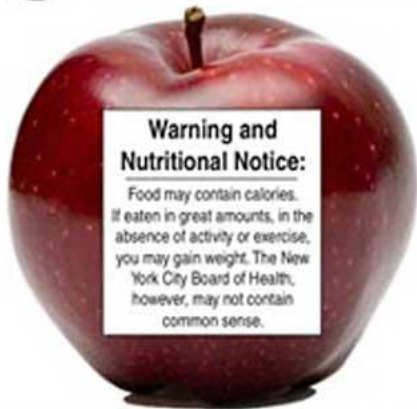 Warning and
Nutritional Notice:
Food may contain calories.
If eaten in great amounts, in the
absence of activity or exercise,
you may gain weight. The New
York City Board of Health,
however, may not contain
common sense.